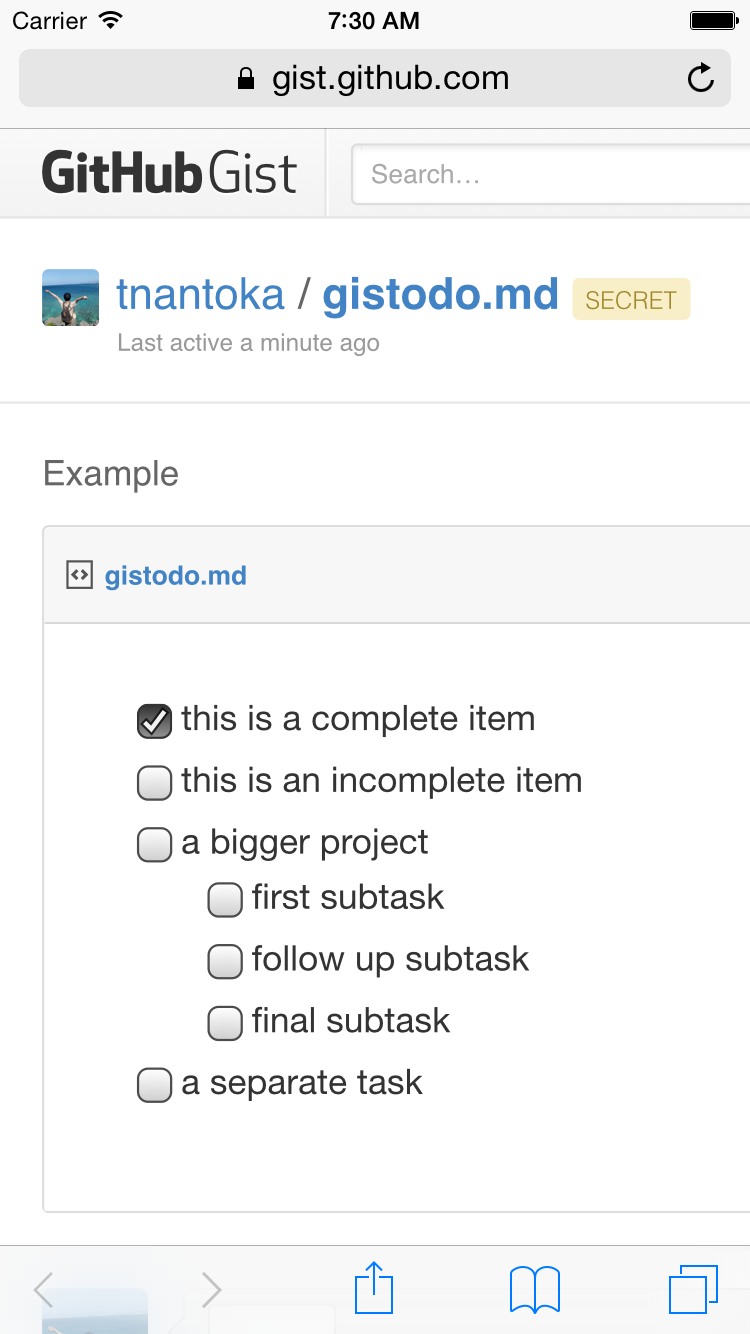 Carrier 7:30 AM
gist.github.com
GitHub Gist Search...
tnantoka / gistodo.md SECRET
Last active a minute ago
Example
gistodo.md
this is a complete item
this is an incomplete item
a bigger project
first subtask
follow up subtask
final subtask
a separate task